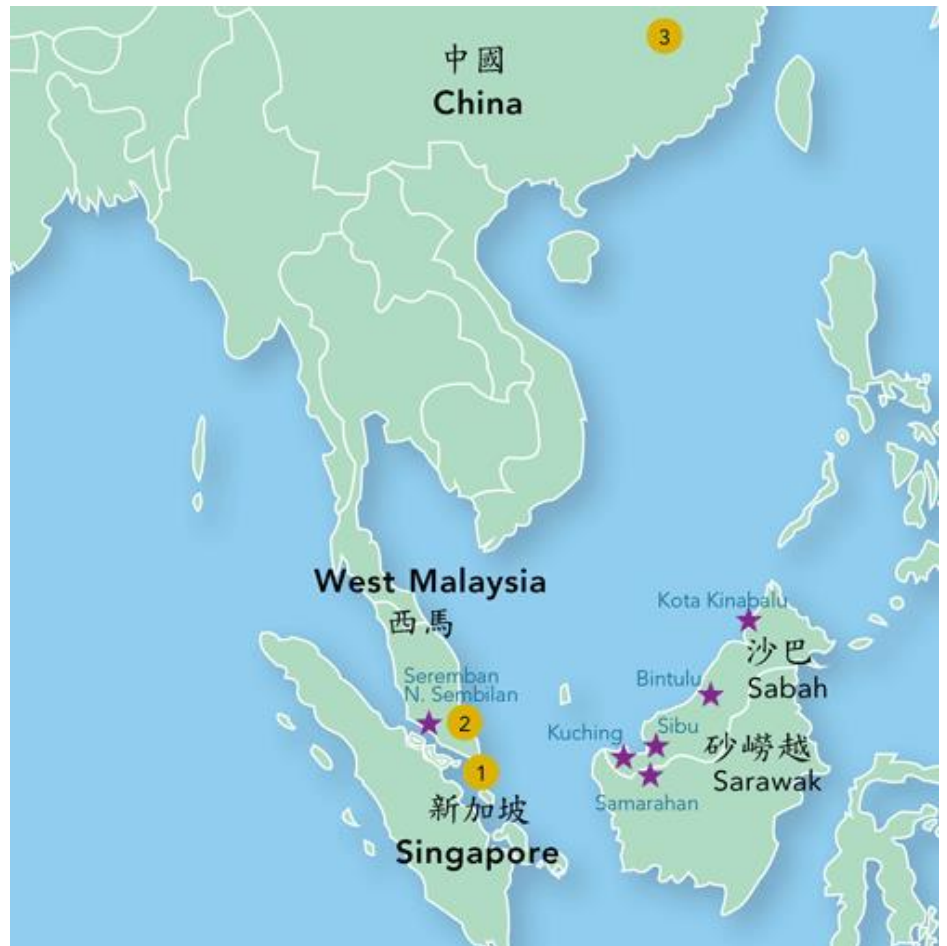 3
中國
China
West Malaysia
西馬
Kota Kinabalu
沙巴
Sabah
Seremban
N. Sembilan
2
Bintulu
Kuching
Sibu
砂嶗越
Sarawak
1
Samarahan
新加坡
Singapore